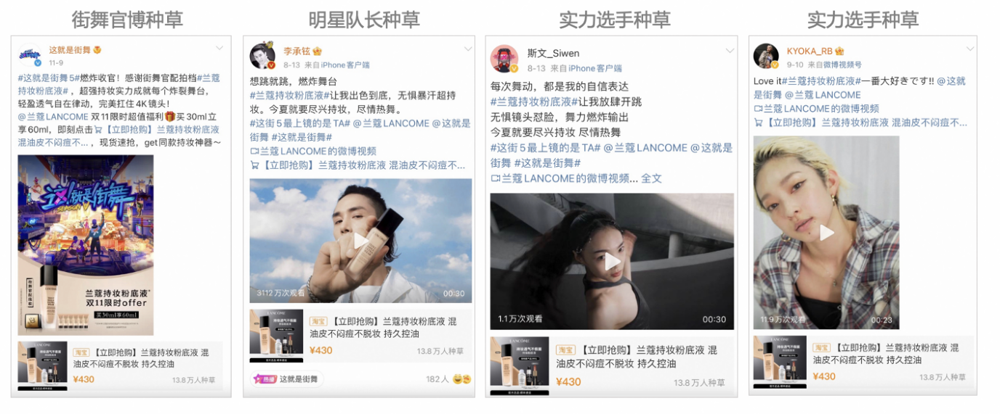 街舞官博种草
这就是街舞
11-9
#这就是街舞5#燃炸收官！感谢街舞官配拍档#兰蔻
持妆粉底液#，超强持妆实力成就每个炸裂舞台，
轻盈透气自在律动，完美扛住4K镜头！
@兰蔻LANCOME 双11限时超值福利🎁买30ml立
享60ml，即刻点击【立即抢购】兰蔻持妆粉底液
混油皮不闷痘不...，现货速抢，get同款持妆神器～
这就是街舞
SEASON
街舞官配拍档
兰蔻持妆粉底液
双11限时offer
买30ml享60ml
淘宝【立即抢购】兰蔻持妆粉底液 混
油皮不闷痘不脱妆 持久控油
¥430
13.8万人种草
明星队长种草
李承铉
8-13 来自iPhone客户端
想跳就跳，燃炸舞台
#兰蔻持妆粉底液#让我出色到底，无惧暴汗超持
妆。今夏就要尽兴持妆，尽情热舞。
#这街5最上镜的是TA# @兰蔻LANCOME @这就是
街舞 #这就是街舞#
兰蔻LANCOME的微博视频
【立即抢购】兰蔻持妆粉底液 混油皮不闷痘不...
3112万次观看
00:30
LANCOME
持妆透气不假面
淘宝【立即抢购】兰蔻持妆粉底液 混
油皮不闷痘不脱妆 持久控油
¥430
13.8万人种草
热播 这就是街舞
182人
实力选手种草
斯文_Siwen
8-13 来自iPhone客户端
每次舞动，都是我的自信表达
#兰蔻持妆粉底液#让我放肆开跳
无惧镜头怼脸，舞力燃炸输出
今夏就要尽兴持妆 尽情热舞
#这街5最上镜的是TA# @兰蔻LANCOME @这就是
街舞 #这就是街舞#
兰蔻LANCOME的微博视频... 全文
1.1万次观看
00:30
LANCOME
持妆透气不假面
淘宝【立即抢购】兰蔻持妆粉底液 混
油皮不闷痘不脱妆 持久控油
¥430
13.8万人种草
实力选手种草
KYOKA_RB
9-10 来自微博视频号
Love it#兰蔻持妆粉底液#一番大好きです!! @这就
是街舞 @兰蔻LANCOME
兰蔻LANCOME的微博视频
【立即抢购】兰蔻持妆粉底液 混油皮不闷痘不...
11.9万次观看
00:23
持妆透气不假面
淘宝【立即抢购】兰蔻持妆粉底液 混
油皮不闷痘不脱妆 持久控油
¥430
13.8万人种草